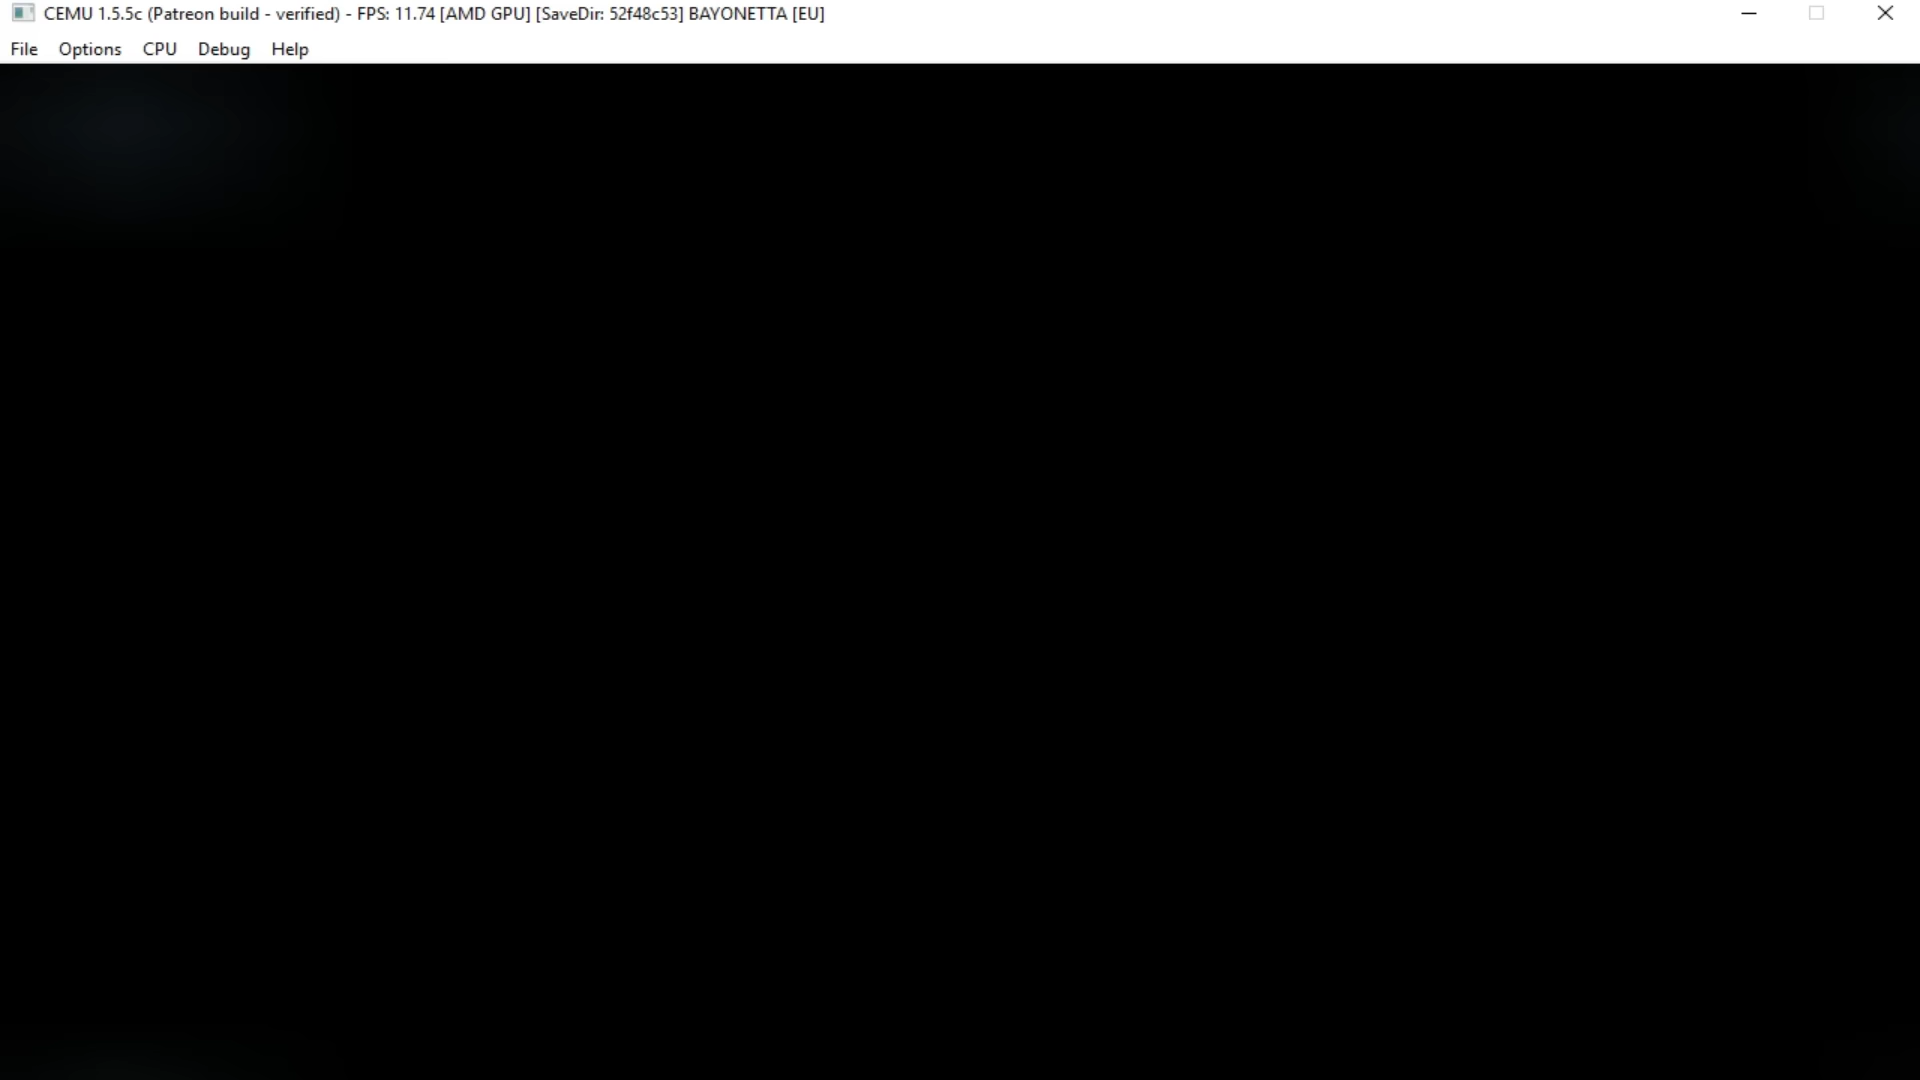 CEMU 1.5.5c (Patreon build - verified) - FPS: 11.74 [AMD GPU] [SaveDir: 52f48c53] BAYONETTA [EU]
File Options CPU Debug Help